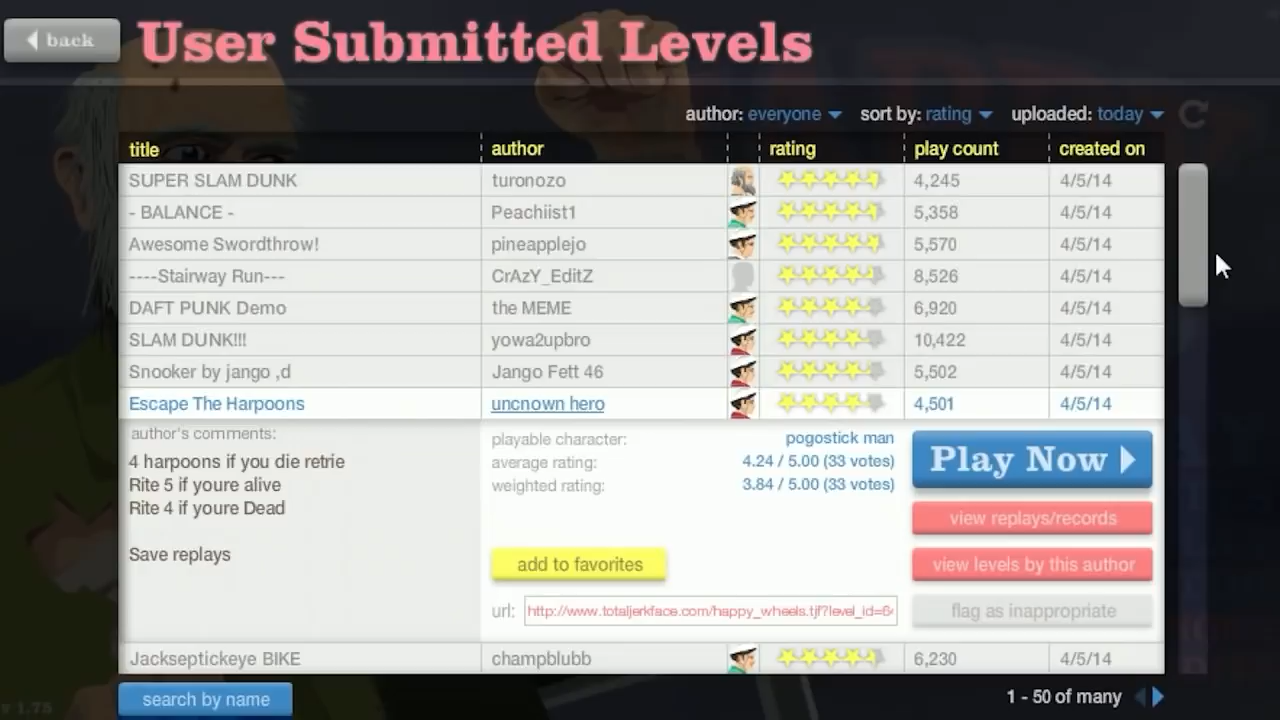 back
User Submitted Levels
author: everyone sort by: rating uploaded: today
title author rating play count created on
SUPER SLAM DUNK turonozo 4,245 4/5/14
- BALANCE - Peachiist1 5,358 4/5/14
Awesome Swordthrow! pineapplejo 5,570 4/5/14
----Stairway Run--- CrAzY_EditZ 8,526 4/5/14
DAFT PUNK Demo the MEME 6,920 4/5/14
SLAM DUNK!!! yowa2upbro 10,422 4/5/14
Snooker by jango ,d Jango Fett 46 5,502 4/5/14
Escape The Harpoons uncnown hero 4,501 4/5/14
author's comments:
4 harpoons if you die retrie
Rite 5 if youre alive
Rite 4 if youre Dead
Save replays
playable character: pogostick man
average rating: 4.24 / 5.00 (33 votes)
weighted rating: 3.84 / 5.00 (33 votes)
add to favorites
url: http://www.totaljerkface.com/happy_wheels.tjf?level_id=6
Play Now
view replays/records
view levels by this author
flag as inappropriate
Jacksepticeye BIKE champblubb 6,230 4/5/14
search by name
1 - 50 of many
v 1.75